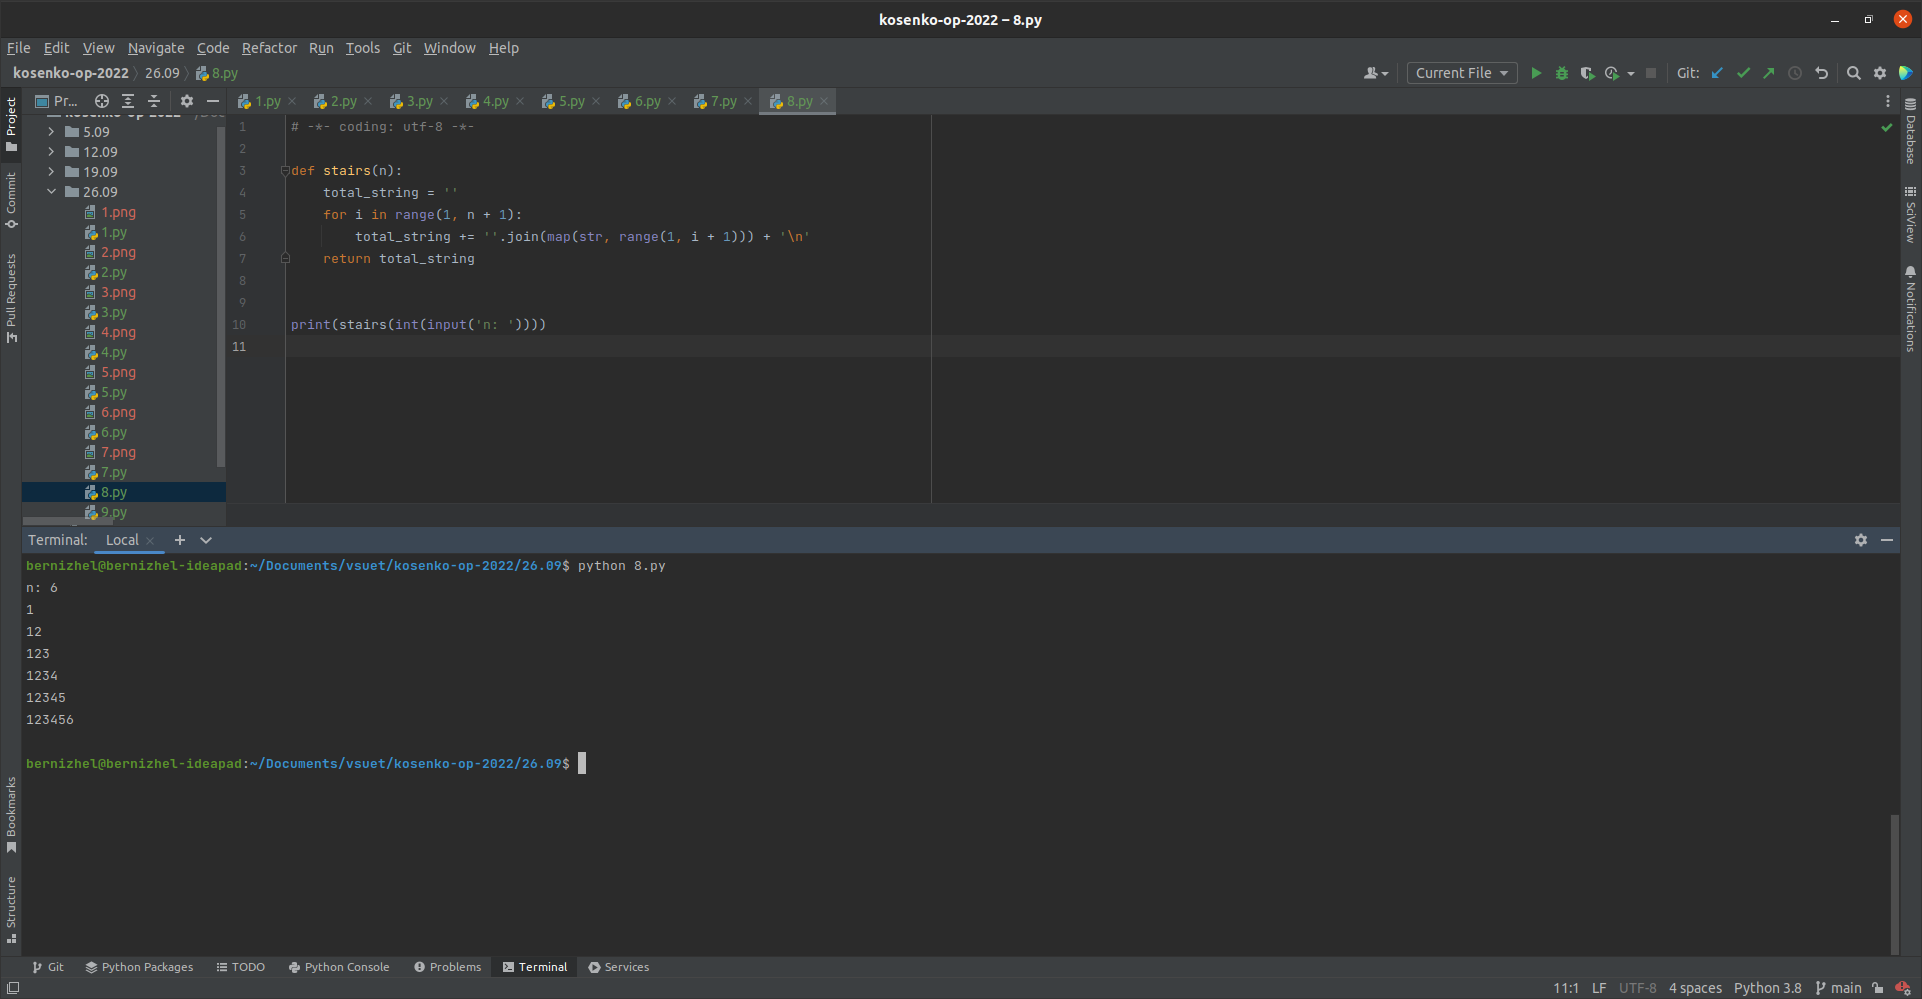 kosenko-op-2022 – 8.py
File Edit View Navigate Code Refactor Run Tools Git Window Help
kosenko-op-2022 26.09 8.py
Current File
Git:
Project
Commit
Pull Requests
Bookmarks
Structure
Pr...
5.09
12.09
19.09
26.09
1.png
1.py
2.png
2.py
3.png
3.py
4.png
4.py
5.png
5.py
6.png
6.py
7.png
7.py
8.py
9.py
1.py 2.py 3.py 4.py 5.py 6.py 7.py 8.py
1 # -*- coding: utf-8 -*-
2
3 def stairs(n):
4 total_string = ''
5 for i in range(1, n + 1):
6 total_string += ''.join(map(str, range(1, i + 1))) + '\n'
7 return total_string
8
9
10 print(stairs(int(input('n: '))))
11
Database
SciView
Notifications
Terminal: Local
bernizhel@bernizhel-ideapad:~/Documents/vsuet/kosenko-op-2022/26.09$ python 8.py
n: 6
1
12
123
1234
12345
123456
bernizhel@bernizhel-ideapad:~/Documents/vsuet/kosenko-op-2022/26.09$
Git Python Packages TODO Python Console Problems Terminal Services
11:1 LF UTF-8 4 spaces Python 3.8 main